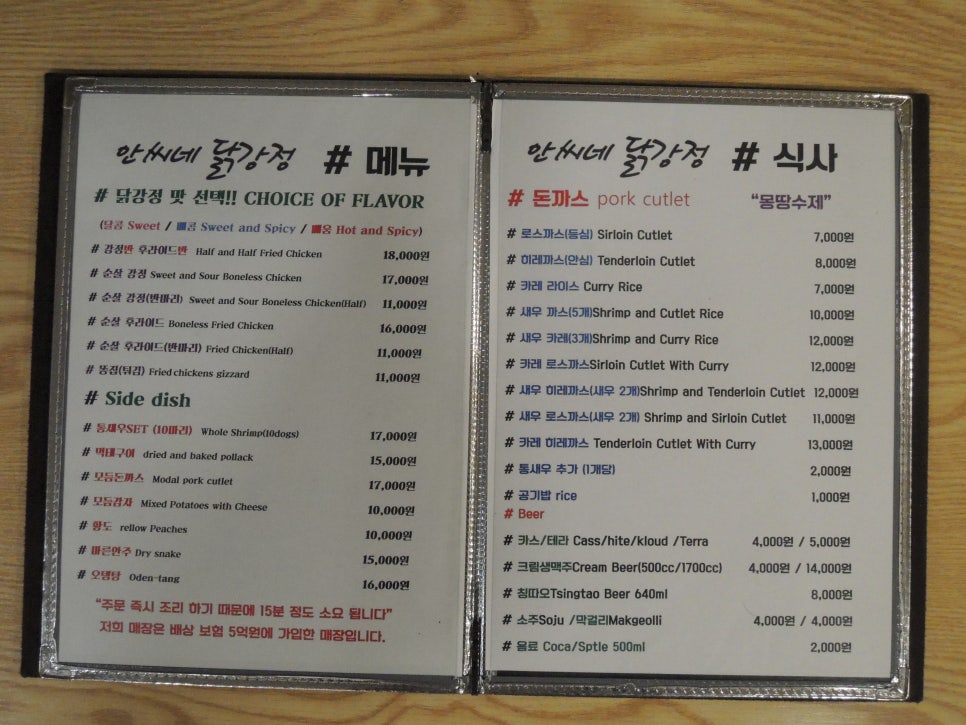 안씨네 닭강정 # 메뉴
# 닭강정 맛 선택!! CHOICE OF FLAVOR
(달콤 Sweet / 매콤 Sweet and Spicy / 매웅 Hot and Spicy)
# 강정반 후라이드반 Half and Half Fried Chicken 18,000원
# 순살 강정 Sweet and Sour Boneless Chicken 17,000원
# 순살 강정(반마리) Sweet and Sour Boneless Chicken(Half) 11,000원
# 순살 후라이드 Boneless Fried Chicken 16,000원
# 순살 후라이드(반마리) Fried Chicken(Half) 11,000원
# 똥집(튀김) Fried chickens gizzard 11,000원
# Side dish
# 통새우SET (10마리) Whole Shrimp(10dogs) 17,000원
# 먹태구이 dried and baked pollack 15,000원
# 모듬돈까스 Modal pork cutlet 17,000원
# 모듬감자 Mixed Potatoes with Cheese 10,000원
# 황도 rellow Peaches 10,000원
# 마른안주 Dry snake 15,000원
# 오뎅탕 Oden-tang 16,000원
"주문 즉시 조리 하기 때문에 15분 정도 소요 됩니다"
저희 매장은 배상 보험 5억원에 가입한 매장입니다.
안씨네 닭강정 # 식사
# 돈까스 pork cutlet "몽땅수제"
# 로스까스(등심) Sirloin Cutlet 7,000원
# 히레까스(안심) Tenderloin Cutlet 8,000원
# 카레 라이스 Curry Rice 7,000원
# 새우 까스(5개)Shrimp and Cutlet Rice 10,000원
# 새우 카레(3개)Shrimp and Curry Rice 12,000원
# 카레 로스까스Sirloin Cutlet With Curry 12,000원
# 새우 히레까스(새우 2개)Shrimp and Tenderloin Cutlet 12,000원
# 새우 로스까스(새우 2개) Shrimp and Sirloin Cutlet 11,000원
# 카레 히레까스 Tenderloin Cutlet With Curry 13,000원
# 통새우 추가 (1개당) 2,000원
# 공기밥 rice 1,000원
# Beer
# 카스/테라 Cass/hite/kloud /Terra 4,000원 / 5,000원
# 크림생맥주Cream Beer(500cc/1700cc) 4,000원 / 14,000원
# 칭따오Tsingtao Beer 640ml 8,000원
# 소주Soju /막걸리Makgeolli 4,000원 / 4,000원
# 음료 Coca/Sptle 500ml 2,000원